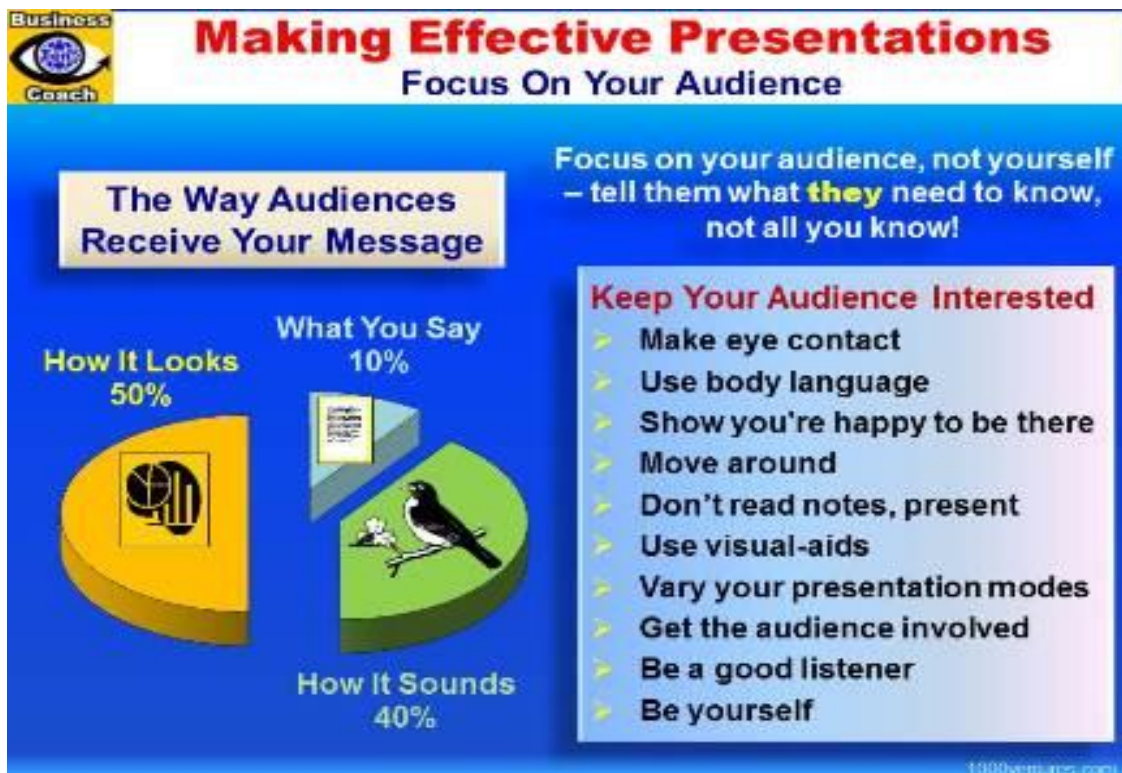 Business
Coach
Making Effective Presentations
Focus On Your Audience
The Way Audiences
Receive Your Message
What You Say
10%
How It Looks
50%
How It Sounds
40%
Focus on your audience, not yourself
– tell them what they need to know,
not all you know!
Keep Your Audience Interested
Make eye contact
Use body language
Show you're happy to be there
Move around
Don't read notes, present
Use visual-aids
Vary your presentation modes
Get the audience involved
Be a good listener
Be yourself
1000ventures.com